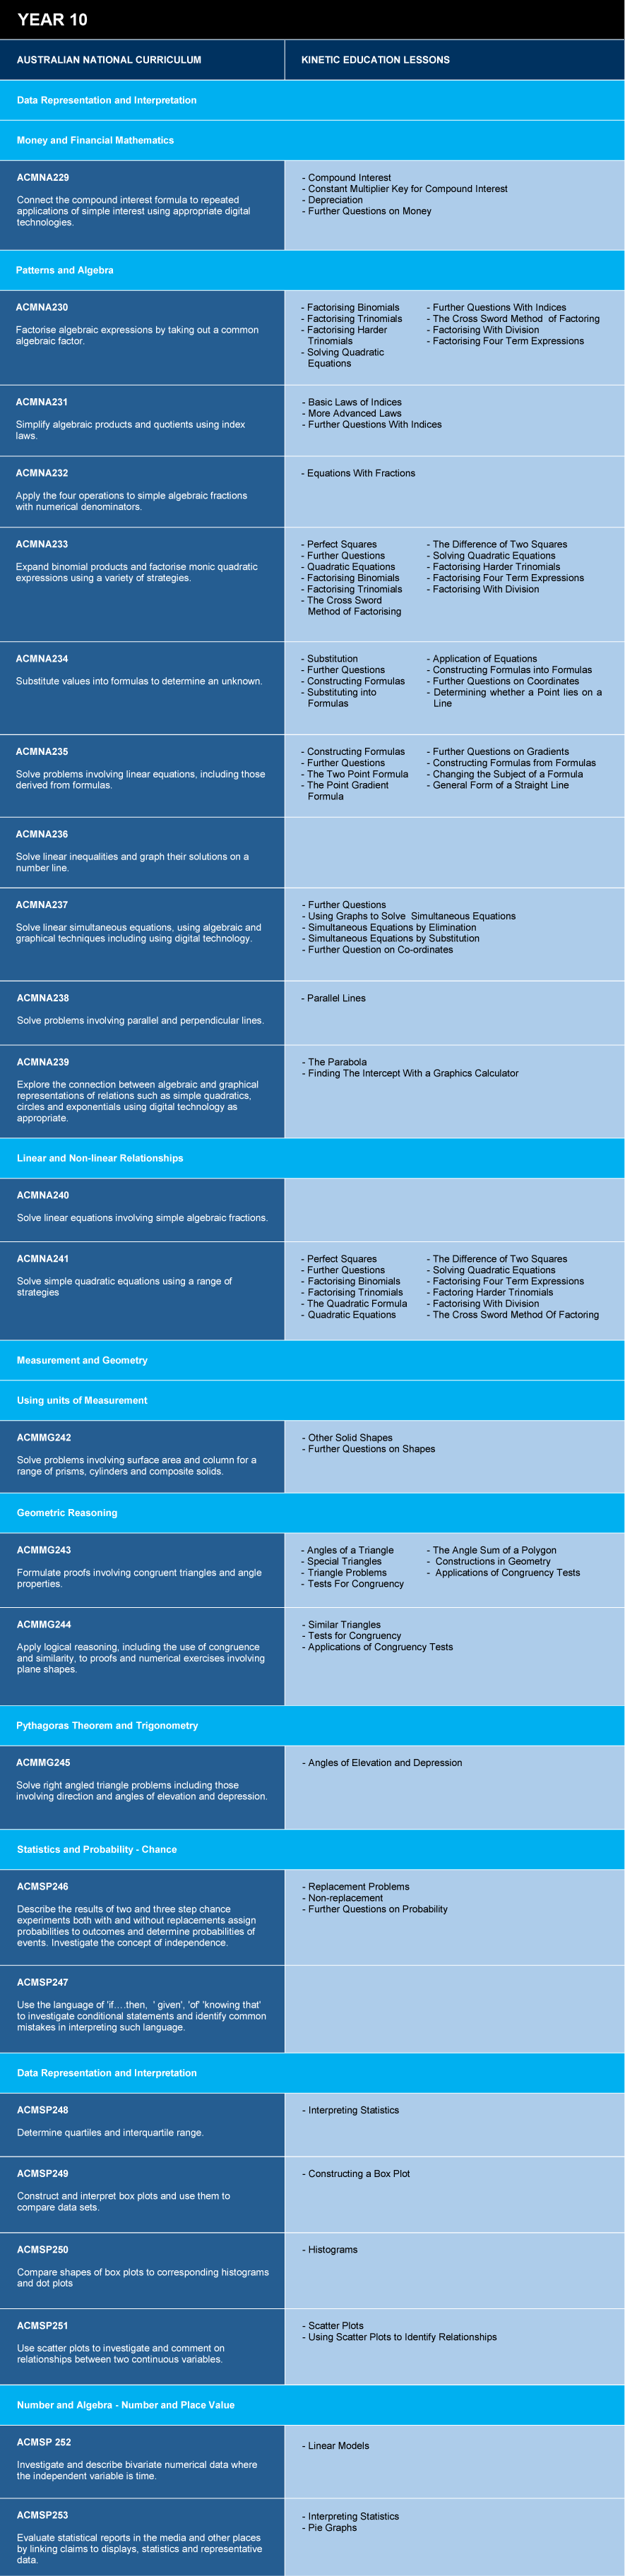 YEAR 10
AUSTRALIAN NATIONAL CURRICULUM
KINETIC EDUCATION LESSONS
Data Representation and Interpretation
Money and Financial Mathematics
ACMNA229
Connect the compound interest formula to repeated
applications of simple interest using appropriate digital
technologies.
- Compound Interest
- Constant Multiplier Key for Compound Interest
- Depreciation
- Further Questions on Money
Patterns and Algebra
ACMNA230
Factorise algebraic expressions by taking out a common
algebraic factor.
- Factorising Binomials
- Factorising Trinomials
- Factorising Harder
Trinomials
- Solving Quadratic
Equations
- Further Questions With Indices
- The Cross Sword Method of Factoring
- Factorising With Division
- Factorising Four Term Expressions
ACMNA231
Simplify algebraic products and quotients using index
laws.
- Basic Laws of Indices
- More Advanced Laws
- Further Questions With Indices
ACMNA232
Apply the four operations to simple algebraic fractions
with numerical denominators.
- Equations With Fractions
ACMNA233
Expand binomial products and factorise monic quadratic
expressions using a variety of strategies.
- Perfect Squares
- Further Questions
- Quadratic Equations
- Factorising Binomials
- Factorising Trinomials
- The Cross Sword
Method of Factorising
- The Difference of Two Squares
- Solving Quadratic Equations
- Factorising Harder Trinomials
- Factorising Four Term Expressions
- Factorising With Division
ACMNA234
Substitute values into formulas to determine an unknown.
- Substitution
- Further Questions
- Constructing Formulas
- Substituting into
Formulas
- Application of Equations
- Constructing Formulas into Formulas
- Further Questions on Coordinates
- Determining whether a Point lies on a
Line
ACMNA235
Solve problems involving linear equations, including those
derived from formulas.
- Constructing Formulas
- Further Questions
- The Two Point Formula
- The Point Gradient
Formula
- Further Questions on Gradients
- Constructing Formulas from Formulas
- Changing the Subject of a Formula
- General Form of a Straight Line
ACMNA236
Solve linear inequalities and graph their solutions on a
number line.
ACMNA237
Solve linear simultaneous equations, using algebraic and
graphical techniques including using digital technology.
- Further Questions
- Using Graphs to Solve Simultaneous Equations
- Simultaneous Equations by Elimination
- Simultaneous Equations by Substitution
- Further Question on Co-ordinates
ACMNA238
Solve problems involving parallel and perpendicular lines.
- Parallel Lines
ACMNA239
Explore the connection between algebraic and graphical
representations of relations such as simple quadratics,
circles and exponentials using digital technology as
appropriate.
- The Parabola
- Finding The Intercept With a Graphics Calculator
Linear and Non-linear Relationships
ACMNA240
Solve linear equations involving simple algebraic fractions.
ACMNA241
Solve simple quadratic equations using a range of
strategies
- Perfect Squares
- Further Questions
- Factorising Binomials
- Factorising Trinomials
- The Quadratic Formula
- Quadratic Equations
- The Difference of Two Squares
- Solving Quadratic Equations
- Factorising Four Term Expressions
- Factoring Harder Trinomials
- Factorising With Division
- The Cross Sword Method Of Factoring
Measurement and Geometry
Using units of Measurement
ACMMG242
Solve problems involving surface area and column for a
range of prisms, cylinders and composite solids.
- Other Solid Shapes
- Further Questions on Shapes
Geometric Reasoning
ACMMG243
Formulate proofs involving congruent triangles and angle
properties.
- Angles of a Triangle
- Special Triangles
- Triangle Problems
- Tests For Congruency
- The Angle Sum of a Polygon
- Constructions in Geometry
- Applications of Congruency Tests
ACMMG244
Apply logical reasoning, including the use of congruence
and similarity, to proofs and numerical exercises involving
plane shapes.
- Similar Triangles
- Tests for Congruency
- Applications of Congruency Tests
Pythagoras Theorem and Trigonometry
ACMMG245
Solve right angled triangle problems including those
involving direction and angles of elevation and depression.
- Angles of Elevation and Depression
Statistics and Probability - Chance
ACMSP246
Describe the results of two and three step chance
experiments both with and without replacements assign
probabilities to outcomes and determine probabilities of
events. Investigate the concept of independence.
- Replacement Problems
- Non-replacement
- Further Questions on Probability
ACMSP247
Use the language of 'if….then, ' given', 'of' 'knowing that'
to investigate conditional statements and identify common
mistakes in interpreting such language.
Data Representation and Interpretation
ACMSP248
Determine quartiles and interquartile range.
- Interpreting Statistics
ACMSP249
Construct and interpret box plots and use them to
compare data sets.
- Constructing a Box Plot
ACMSP250
Compare shapes of box plots to corresponding histograms
and dot plots
- Histograms
ACMSP251
Use scatter plots to investigate and comment on
relationships between two continuous variables.
- Scatter Plots
- Using Scatter Plots to Identify Relationships
Number and Algebra - Number and Place Value
ACMSP 252
Investigate and describe bivariate numerical data where
the independent variable is time.
- Linear Models
ACMSP253
Evaluate statistical reports in the media and other places
by linking claims to displays, statistics and representative
data.
- Interpreting Statistics
- Pie Graphs